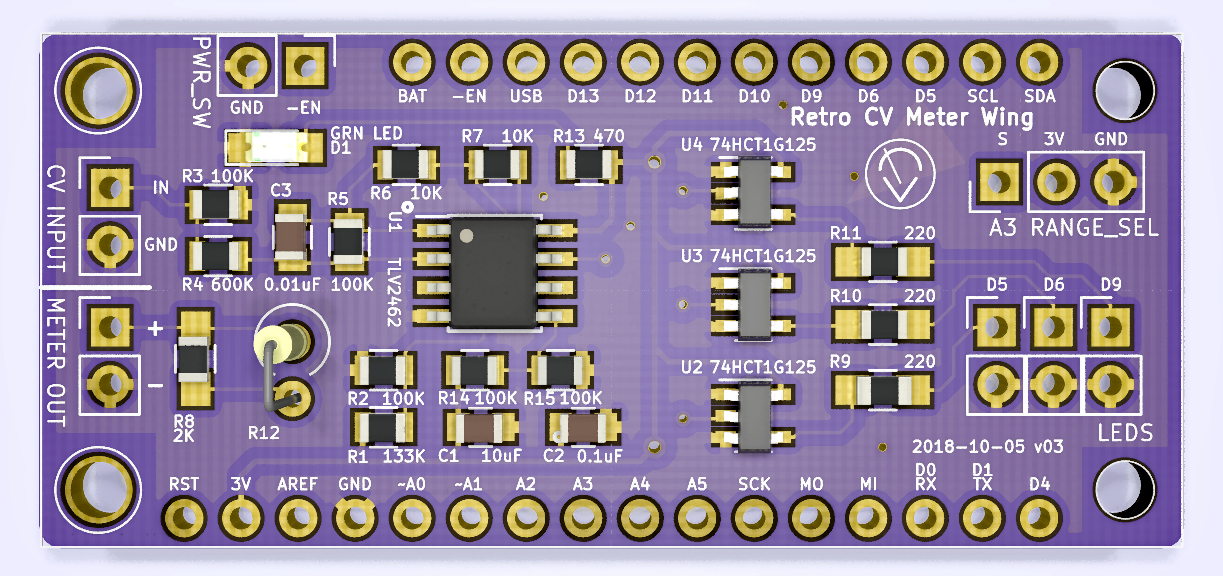 PWR_SW
GND
-EN
BAT
-EN
USB
D13
D12
D11
D10
D9
D6
D5
SCL
SDA
Retro CV Meter Wing
GRN LED
D1
R7 10K
R13 470
U4 74HCT1G125
S
3V
GND
CV INPUT
IN
R3 100K
C3
R5
R6 10K
U1
TLV2462
A3 RANGE_SEL
GND
R11 220
R4 600K
0.01uF
100K
U3 74HCT1G125
R10 220
D5
D6
D9
METER OUT
+
-
R8
2K
R12
R2 100K
R14 100K
R15 100K
U2 74HCT1G125
R9 220
R1 133K
C1 10uF
C2 0.1uF
LEDS
2018-10-05 v03
RST
3V
AREF
GND
~A0
~A1
A2
A3
A4
A5
SCK
MO
MI
D0
RX
D1
TX
D4